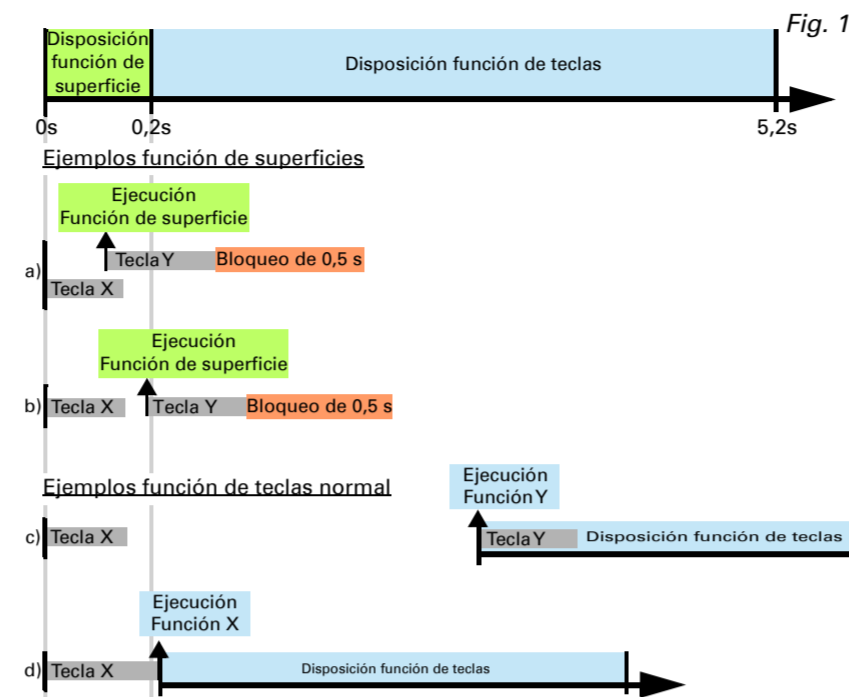 Fig. 1
Disposición
función de
superficie
Disposición función de teclas
0s
0,2s
5,2s
Ejemplos función de superficies
Ejecución
Función de superficie
a)
Tecla Y
Bloqueo de 0,5 s
Tecla X
Ejecución
Función de superficie
b)
Tecla X
Tecla Y
Bloqueo de 0,5 s
Ejemplos función de teclas normal
Ejecución
Función Y
c)
Tecla X
Tecla Y
Disposición función de teclas
Ejecución
Función X
d)
Tecla X
Disposición función de teclas